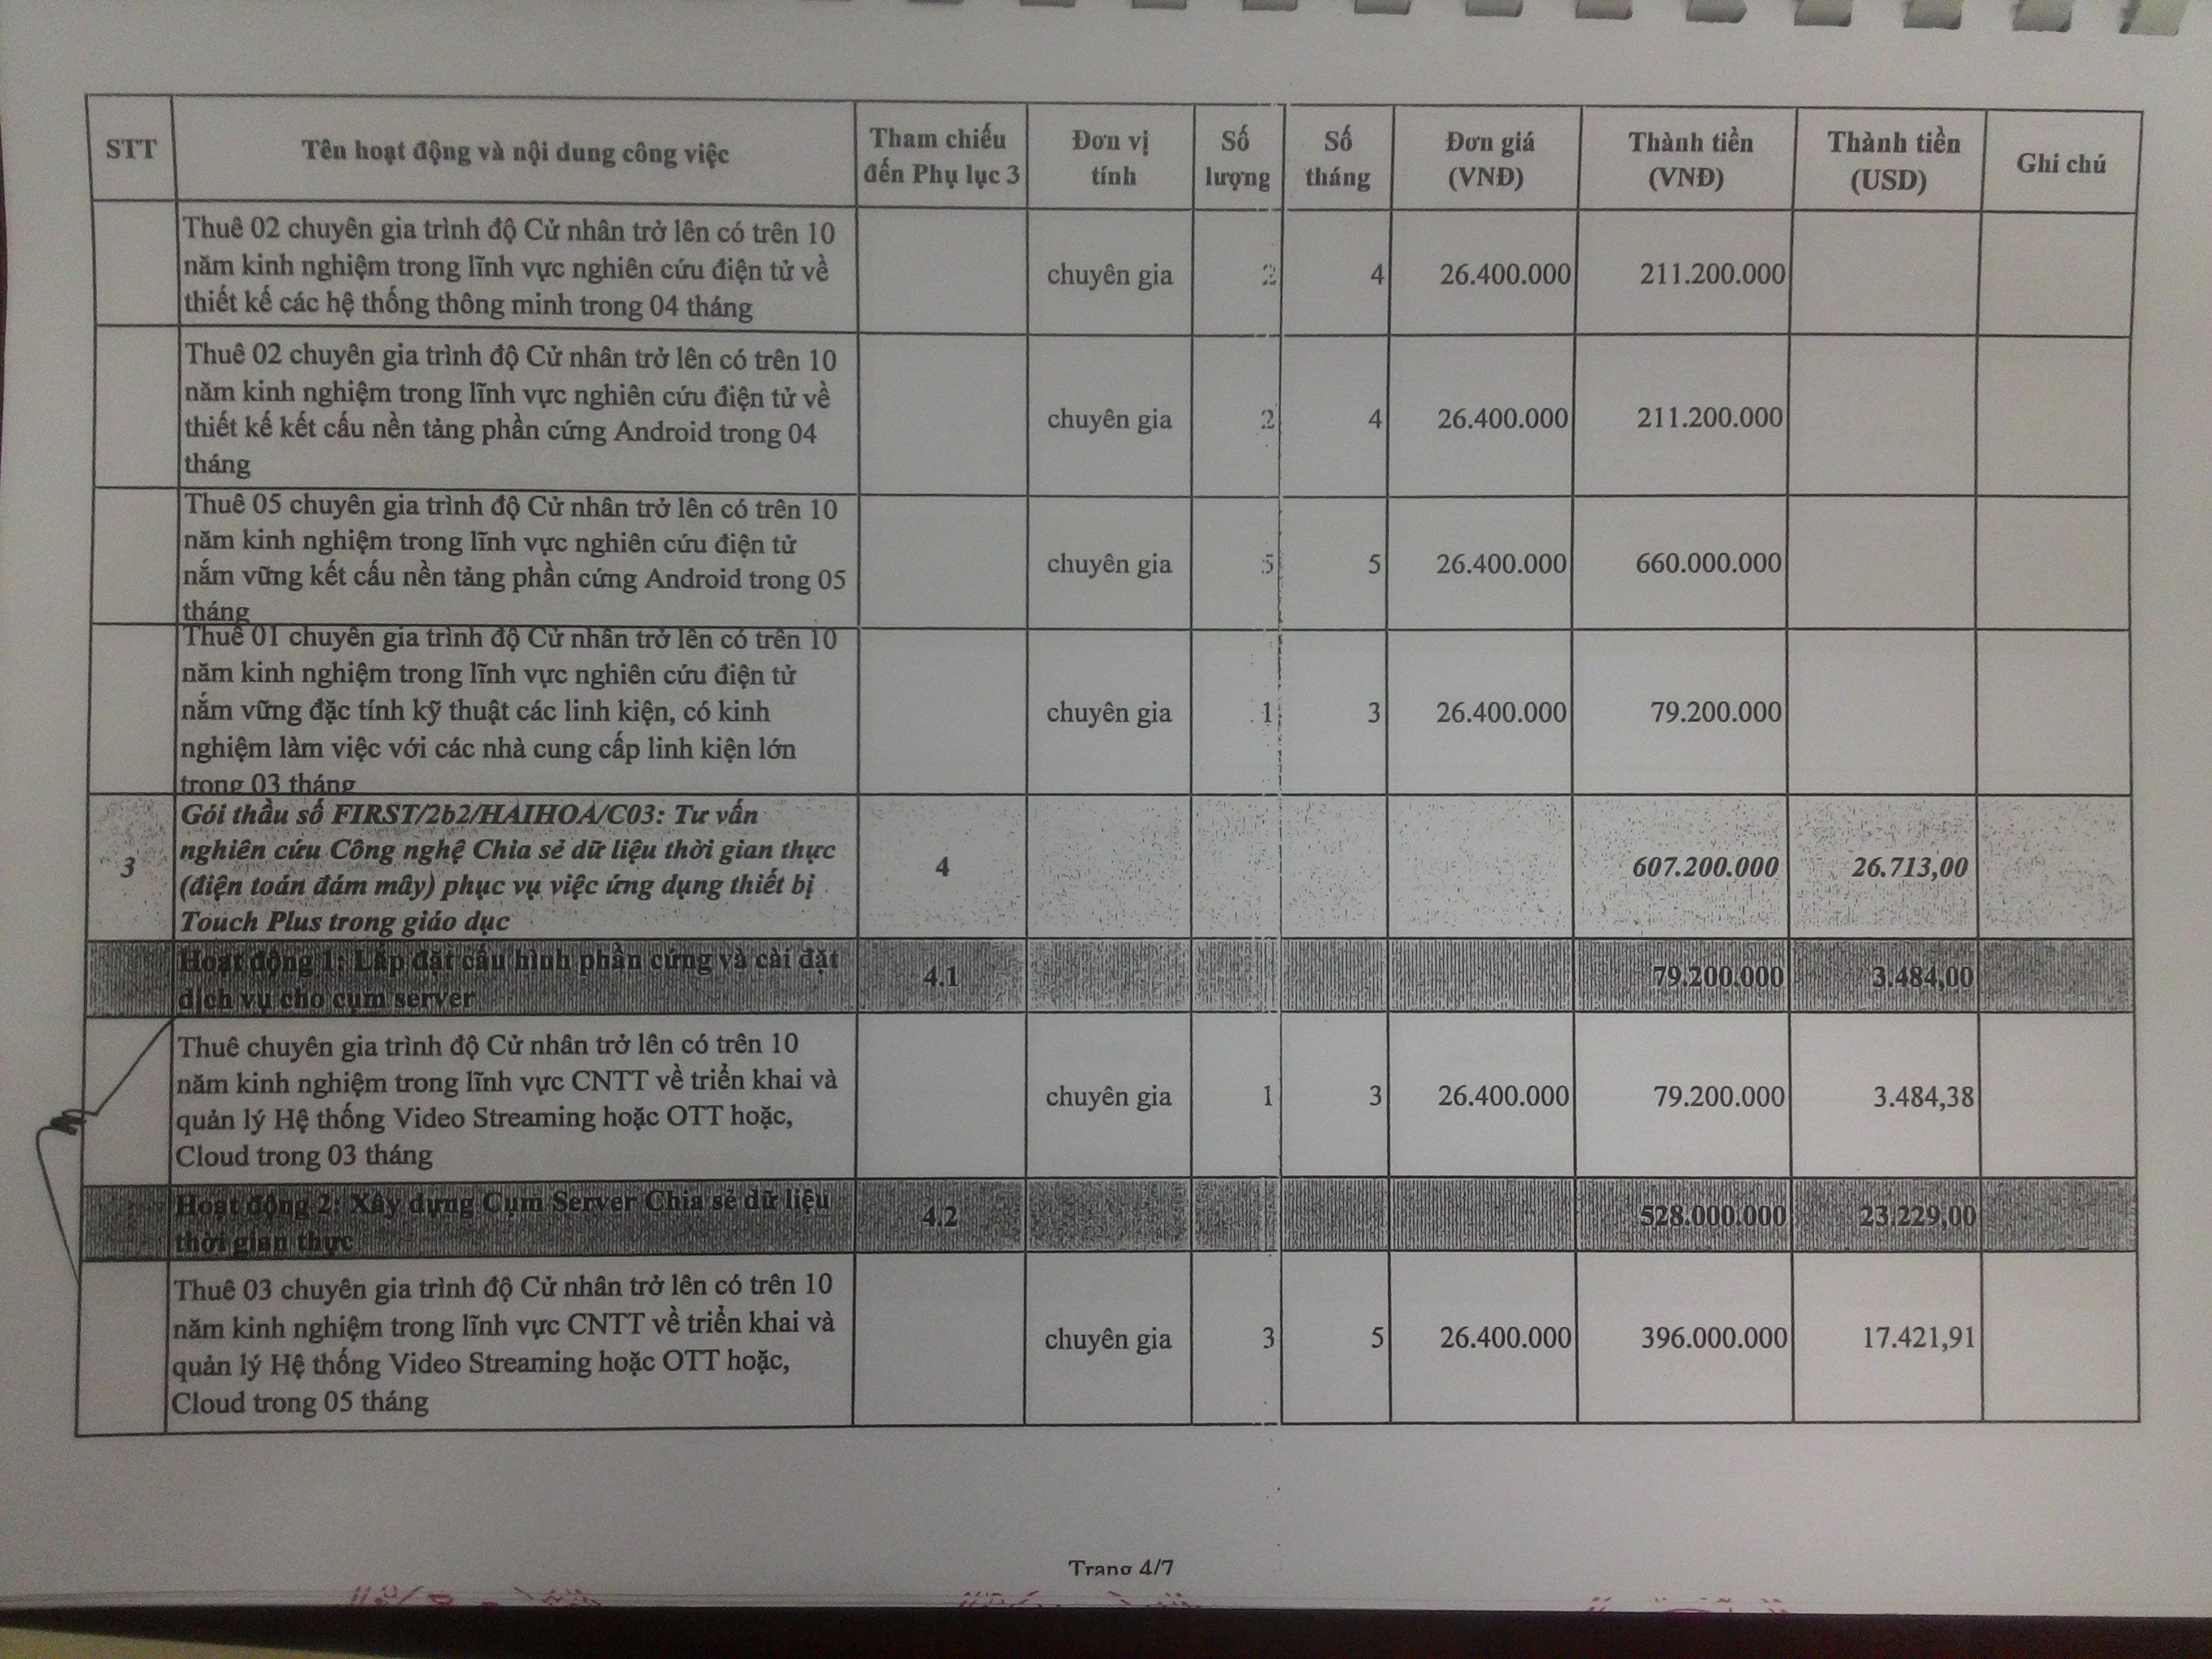 STT
Tên hoạt động và nội dung công việc
Tham chiếu
đến Phụ lục 3
Đơn vị
tính
Số
lượng
Số
tháng
Đơn giá
(VNĐ)
Thành tiền
(VNĐ)
Thành tiền
(USD)
Ghi chú
Thuê 02 chuyên gia trình độ Cử nhân trở lên có trên 10
năm kinh nghiệm trong lĩnh vực nghiên cứu điện tử về
thiết kế các hệ thống thông minh trong 04 tháng
chuyên gia
2
4
26.400.000
211.200.000
Thuê 02 chuyên gia trình độ Cử nhân trở lên có trên 10
năm kinh nghiệm trong lĩnh vực nghiên cứu điện tử về
thiết kế kết cấu nền tảng phần cứng Android trong 04
tháng
chuyên gia
2
4
26.400.000
211.200.000
Thuê 05 chuyên gia trình độ Cử nhân trở lên có trên 10
năm kinh nghiệm trong lĩnh vực nghiên cứu điện tử
nắm vững kết cấu nền tảng phần cứng Android trong 05
tháng
chuyên gia
5
5
26.400.000
660.000.000
Thuê 01 chuyên gia trình độ Cử nhân trở lên có trên 10
năm kinh nghiệm trong lĩnh vực nghiên cứu điện tử
nắm vững đặc tính kỹ thuật các linh kiện, có kinh
nghiệm làm việc với các nhà cung cấp linh kiện lớn
trong 03 tháng
chuyên gia
1
3
26.400.000
79.200.000
3
Gói thầu số FIRST/2b2/HAIHOA/C03: Tư vấn
nghiên cứu Công nghệ Chia sẻ dữ liệu thời gian thực
(điện toán đám mây) phục vụ việc ứng dụng thiết bị
Touch Plus trong giáo dục
4
607.200.000
26.713,00
Hoạt động 1: Lắp đặt cấu hình phần cứng và cài đặt
dịch vụ cho cụm server
4.1
79.200.000
3.484,00
Thuê chuyên gia trình độ Cử nhân trở lên có trên 10
năm kinh nghiệm trong lĩnh vực CNTT về triển khai và
quản lý Hệ thống Video Streaming hoặc OTT hoặc,
Cloud trong 03 tháng
chuyên gia
1
3
26.400.000
79.200.000
3.484,38
Hoạt động 2: Xây dựng Cụm Server Chia sẻ dữ liệu
thời gian thực
4.2
528.000.000
23.229,00
Thuê 03 chuyên gia trình độ Cử nhân trở lên có trên 10
năm kinh nghiệm trong lĩnh vực CNTT về triển khai và
quản lý Hệ thống Video Streaming hoặc OTT hoặc,
Cloud trong 05 tháng
chuyên gia
3
5
26.400.000
396.000.000
17.421,91
Trang 4/7